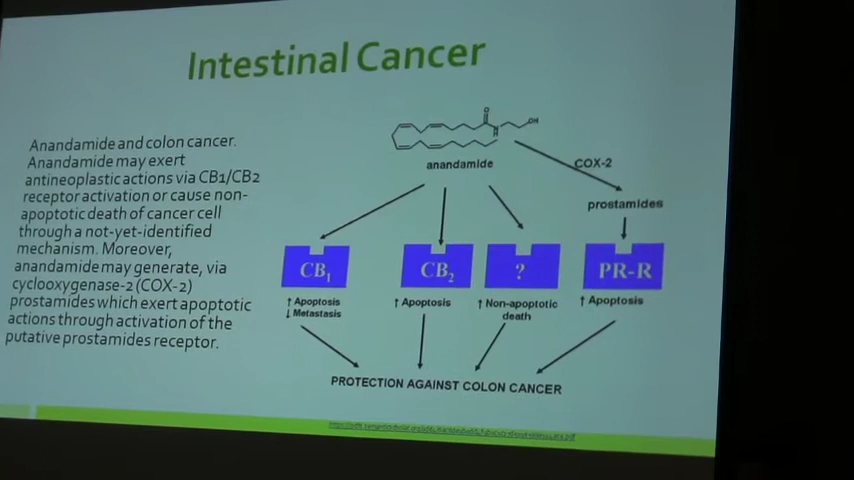 Intestinal Cancer
Anandamide and colon cancer.
Anandamide may exert
antineoplastic actions via CB1/CB2
receptor activation or cause non-
apoptotic death of cancer cell
through a not-yet-identified
mechanism. Moreover,
anandamide may generate, via
cyclooxygenase-2 (COX-2)
prostamides which exert apoptotic
actions through activation of the
putative prostamides receptor.
O
N
H
OH
anandamide
COX-2
prostamides
CB1
CB2
?
PR-R
↑ Apoptosis
↓ Metastasis
↑ Apoptosis
↑ Non-apoptotic
death
↑ Apoptosis
PROTECTION AGAINST COLON CANCER